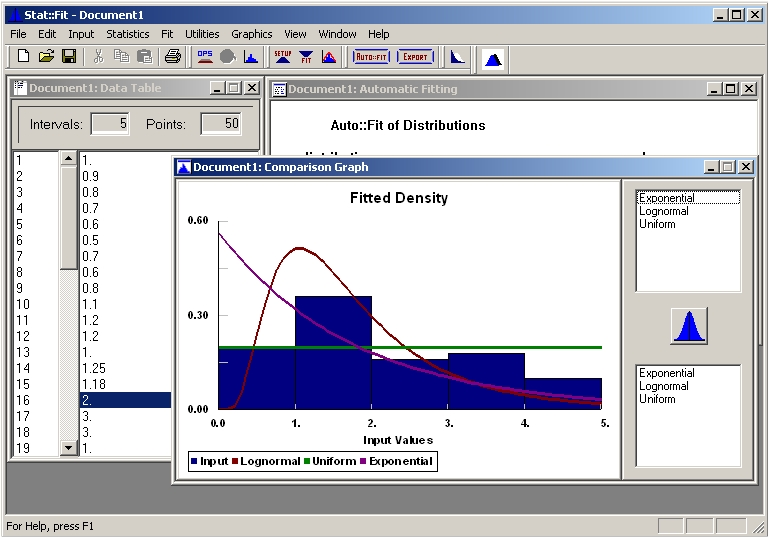 Stat::Fit - Document1
File Edit Input Statistics Fit Utilities Graphics View Window Help
DPS SETUP FIT AUTO::FIT EXPORT
Document1: Data Table
Document1: Automatic Fitting
Intervals: 5 Points: 50
Auto::Fit of Distributions
1 1.
2 0.9
3 0.8
4 0.7
5 0.6
6 0.5
7 0.7
8 0.6
9 0.8
10 1.1
11 1.2
12 1.2
13 1.
14 1.25
15 1.18
16 2.
17 3.
18 3.
19 1.
Document1: Comparison Graph
Fitted Density
0.60
0.30
0.00
0.0 1. 2. 3. 4. 5.
Input Values
Input Lognormal Uniform Exponential
Exponential
Lognormal
Uniform
Exponential
Lognormal
Uniform
For Help, press F1